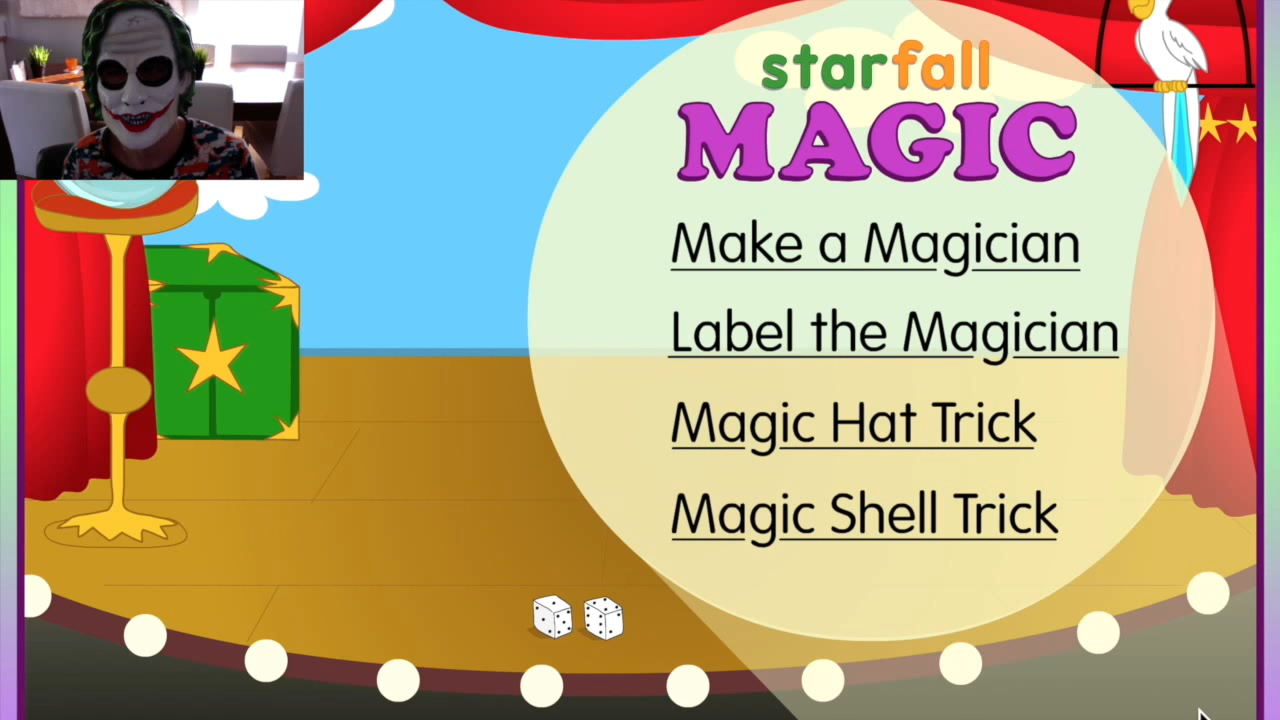 starfall
MAGIC
Make a Magician
Label the Magician
Magic Hat Trick
Magic Shell Trick